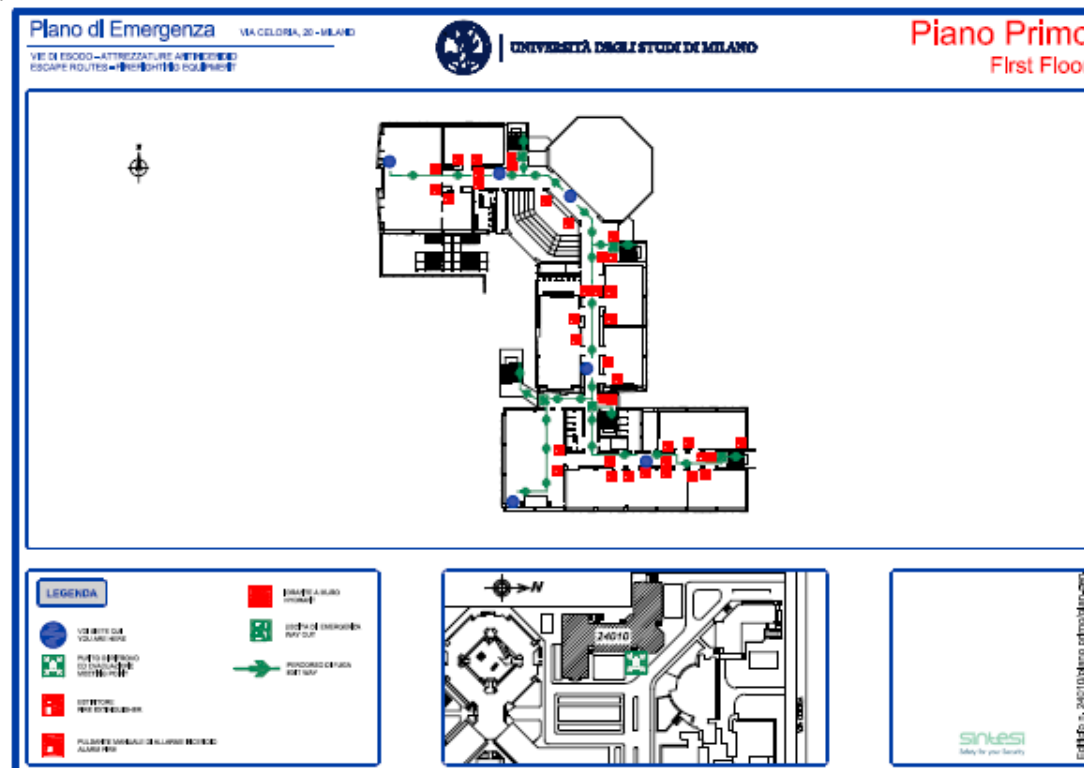 Piano di Emergenza
VIA CELORIA, 20 - MILANO
VIE DI ESODO - ATTREZZATURE ANTINCENDIO
ESCAPE ROUTES - FIREFIGHTING EQUIPMENT
UNIVERSITÀ DEGLI STUDI DI MILANO
Piano Primo
First Floor
LEGENDA
VOI SIETE QUI
YOU ARE HERE
PUNTO DI RITROVO
ED EVACUAZIONE
MEETING POINT
ESTINTORE
FIRE EXTINGUISHER
PULSANTE MANUALE DI ALLARME INCENDIO
ALARM FIRE
IDRANTE A MURO
HYDRANT
USCITA DI EMERGENZA
WAY OUT
PERCORSO DI FUGA
EXIT WAY
N
24010
sintesi
Safety for your Security